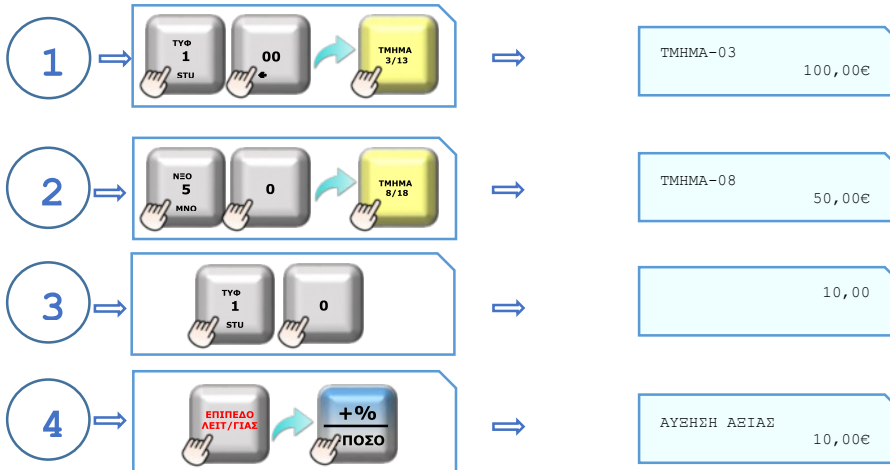 1
ΤΥΦ
1
STU
00
ΤΜΗΜΑ
3/13
ΤΜΗΜΑ-03
100,00€
2
ΝΞΟ
5
MNO
0
ΤΜΗΜΑ
8/18
ΤΜΗΜΑ-08
50,00€
3
ΤΥΦ
1
STU
0
10,00
4
ΕΠΙΠΕΔΟ
ΛΕΙΤ/ΓΙΑΣ
+%
ΠΟΣΟ
ΑΥΞΗΣΗ ΑΞΙΑΣ
10,00€